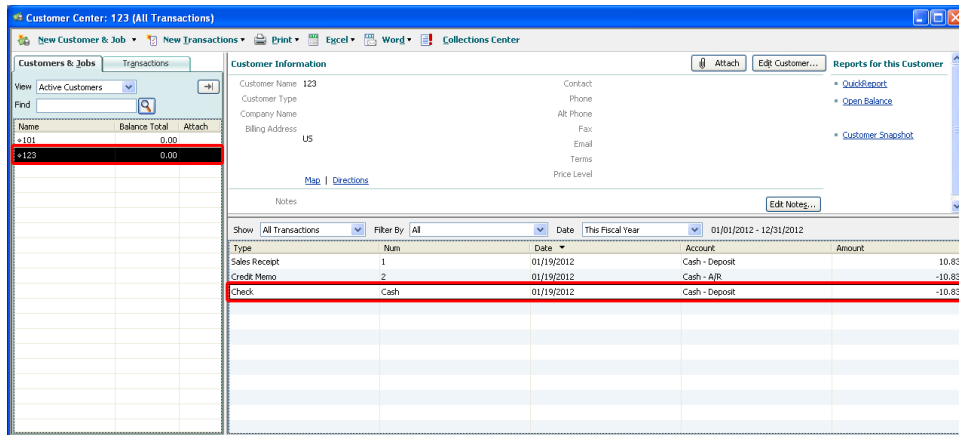 Customer Center: 123 (All Transactions)
New Customer & Job New Transactions Print Excel Word Collections Center
Customers & Jobs Transactions
View Active Customers
Find
Name Balance Total Attach
101 0.00
123 0.00
Customer Information
Attach Edit Customer...
Customer Name 123
Customer Type
Company Name
Billing Address
US
Contact
Phone
Alt Phone
Fax
Email
Terms
Price Level
Map | Directions
Notes
Edit Notes...
Reports for this Customer
QuickReport
Open Balance
Customer Snapshot
Show All Transactions Filter By All Date This Fiscal Year 01/01/2012 - 12/31/2012
Type Num Date Account Amount
Sales Receipt 1 01/19/2012 Cash - Deposit 10.83
Credit Memo 2 01/19/2012 Cash - A/R -10.83
Check Cash 01/19/2012 Cash - Deposit -10.83